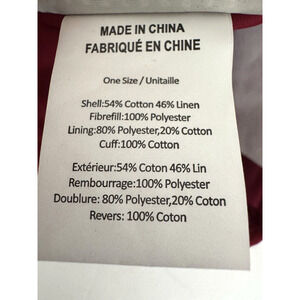 MADE IN CHINA
FABRIQUÉ EN CHINE
One Size / Unitaille
Shell:54% Cotton 46% Linen
Fibrefill:100% Polyester
Lining:80% Polyester,20% Cotton
Cuff:100% Cotton
Extérieur:54% Coton 46% Lin
Rembourrage:100% Polyester
Doublure: 80% Polyester,20% Coton
Revers: 100% Coton